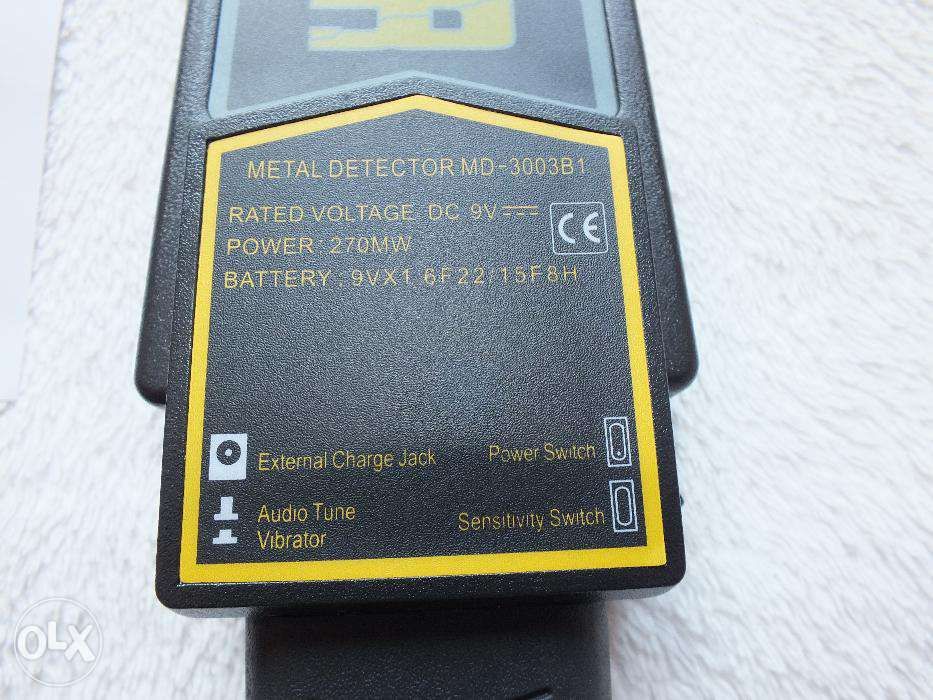 METAL DETECTOR MD-3003B1
RATED VOLTAGE: DC 9V
POWER: 270MW
BATTERY: 9VX1 6F22/15F8H
CE
External Charge Jack
Power Switch
Audio Tune
Sensitivity Switch
Vibrator
OLX